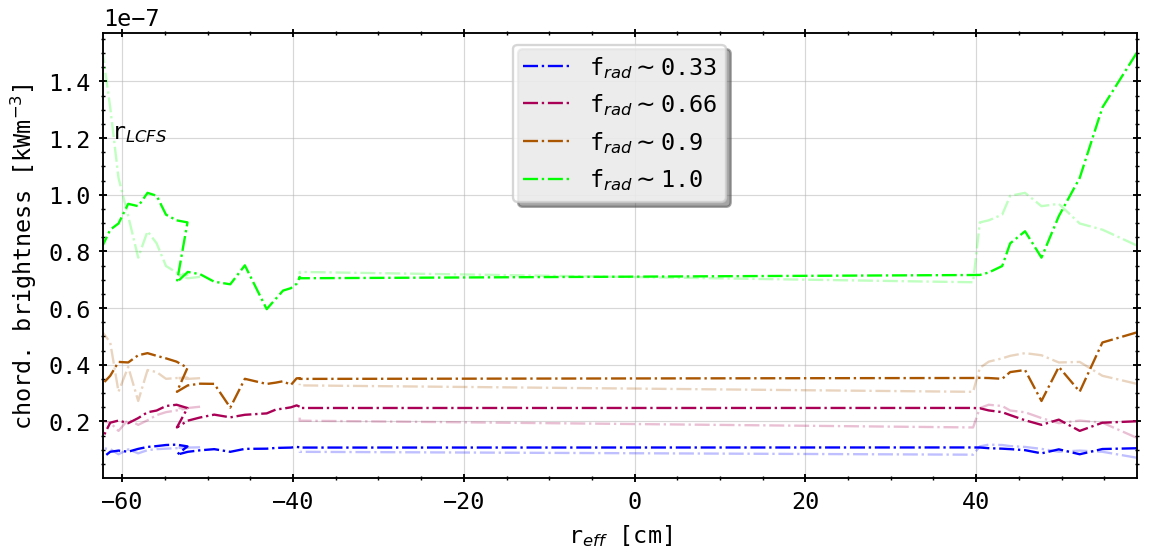 1e−7
chord. brightness [kWm⁻³]
1.4
1.2
1.0
0.8
0.6
0.4
0.2
r_LCFS
f_rad ∼ 0.33
f_rad ∼ 0.66
f_rad ∼ 0.9
f_rad ∼ 1.0
−60 −40 −20 0 20 40
r_eff [cm]